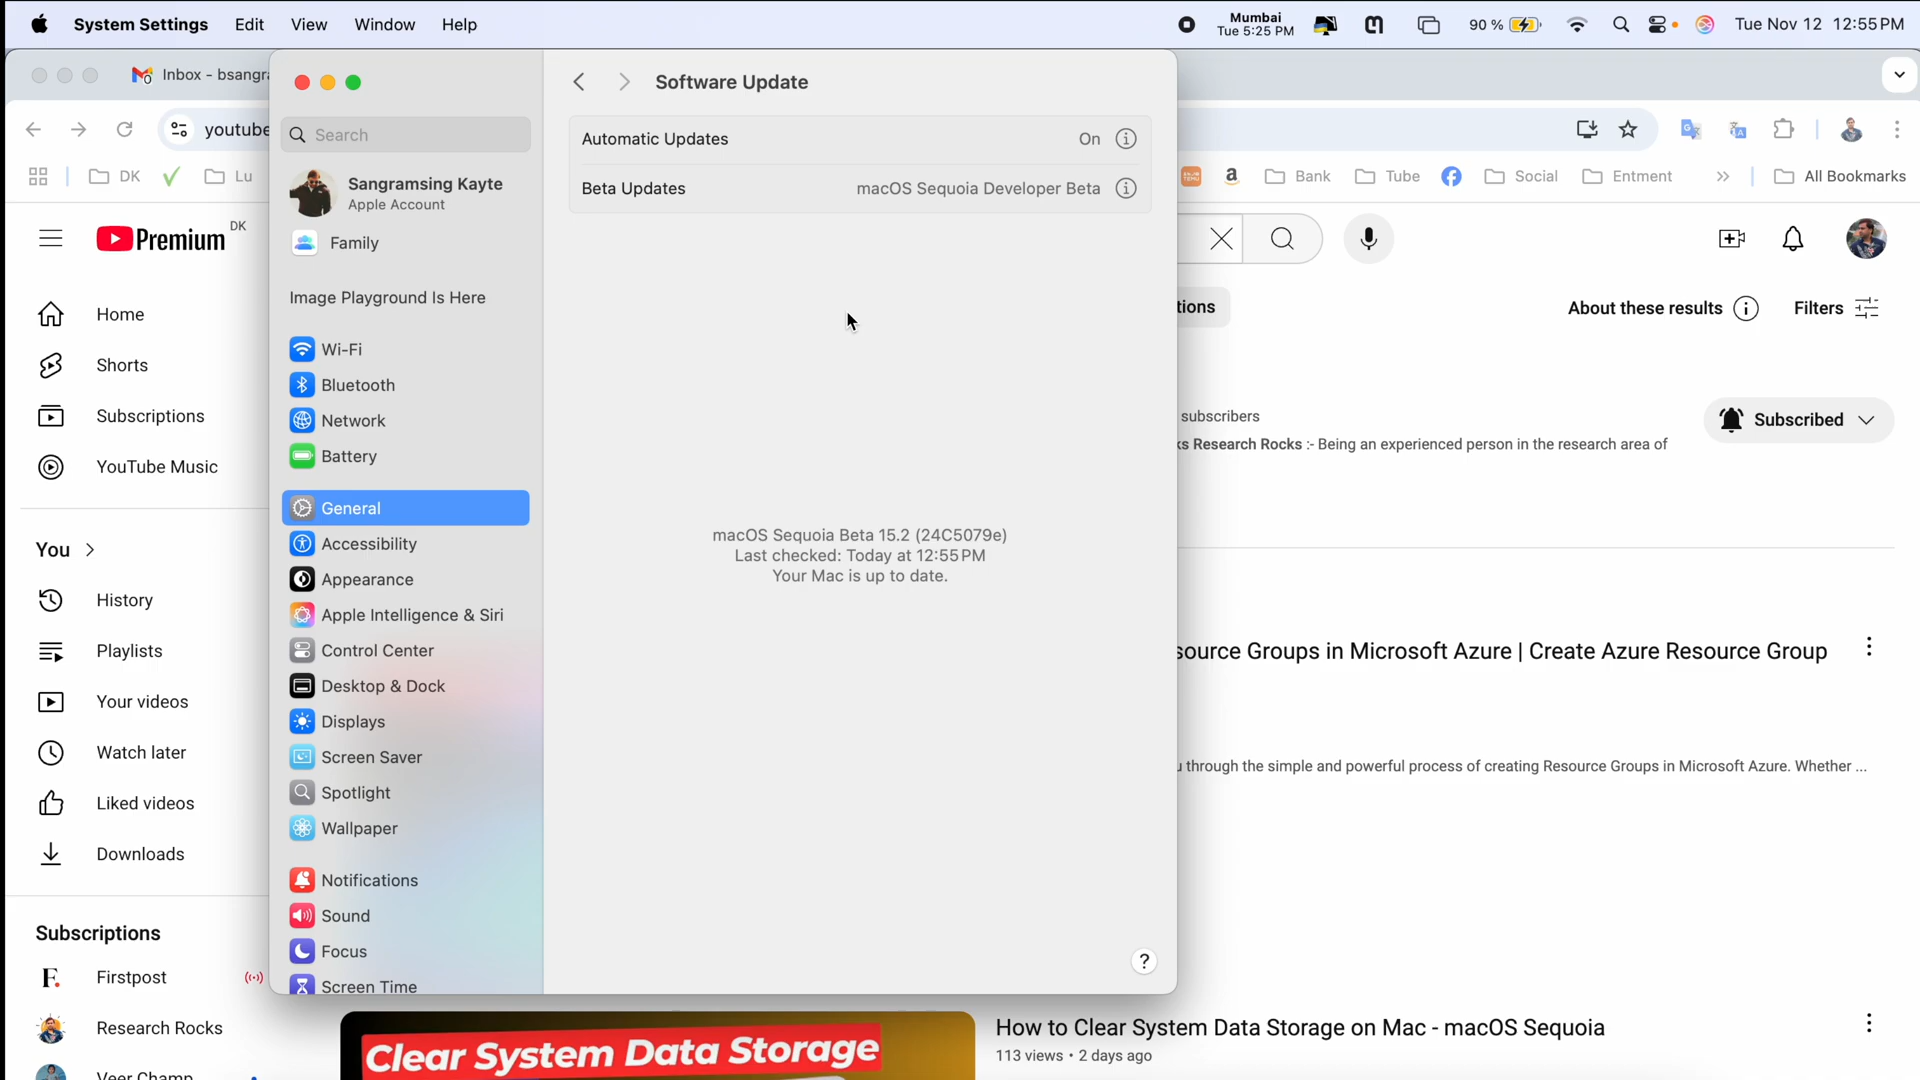 System Settings Edit View Window Help
Mumbai
Tue 5:25 PM
90 %
Tue Nov 12 12:55 PM
Inbox - bsangra
youtube
DK
Lu
Bank
Tube
Social
Entment
All Bookmarks
Premium
DK
Home
Shorts
Subscriptions
YouTube Music
You
History
Playlists
Your videos
Watch later
Liked videos
Downloads
Subscriptions
Firstpost
Research Rocks
Veer Champ
Search
Sangramsing Kayte
Apple Account
Family
Image Playground Is Here
Wi-Fi
Bluetooth
Network
Battery
General
Accessibility
Appearance
Apple Intelligence & Siri
Control Center
Desktop & Dock
Displays
Screen Saver
Spotlight
Wallpaper
Notifications
Sound
Focus
Screen Time
Software Update
Automatic Updates On
Beta Updates macOS Sequoia Developer Beta
macOS Sequoia Beta 15.2 (24C5079e)
Last checked: Today at 12:55 PM
Your Mac is up to date.
?
tions
About these results
Filters
subscribers
ks Research Rocks :- Being an experienced person in the research area of
Subscribed
source Groups in Microsoft Azure | Create Azure Resource Group
u through the simple and powerful process of creating Resource Groups in Microsoft Azure. Whether ...
Clear System Data Storage
How to Clear System Data Storage on Mac - macOS Sequoia
113 views • 2 days ago